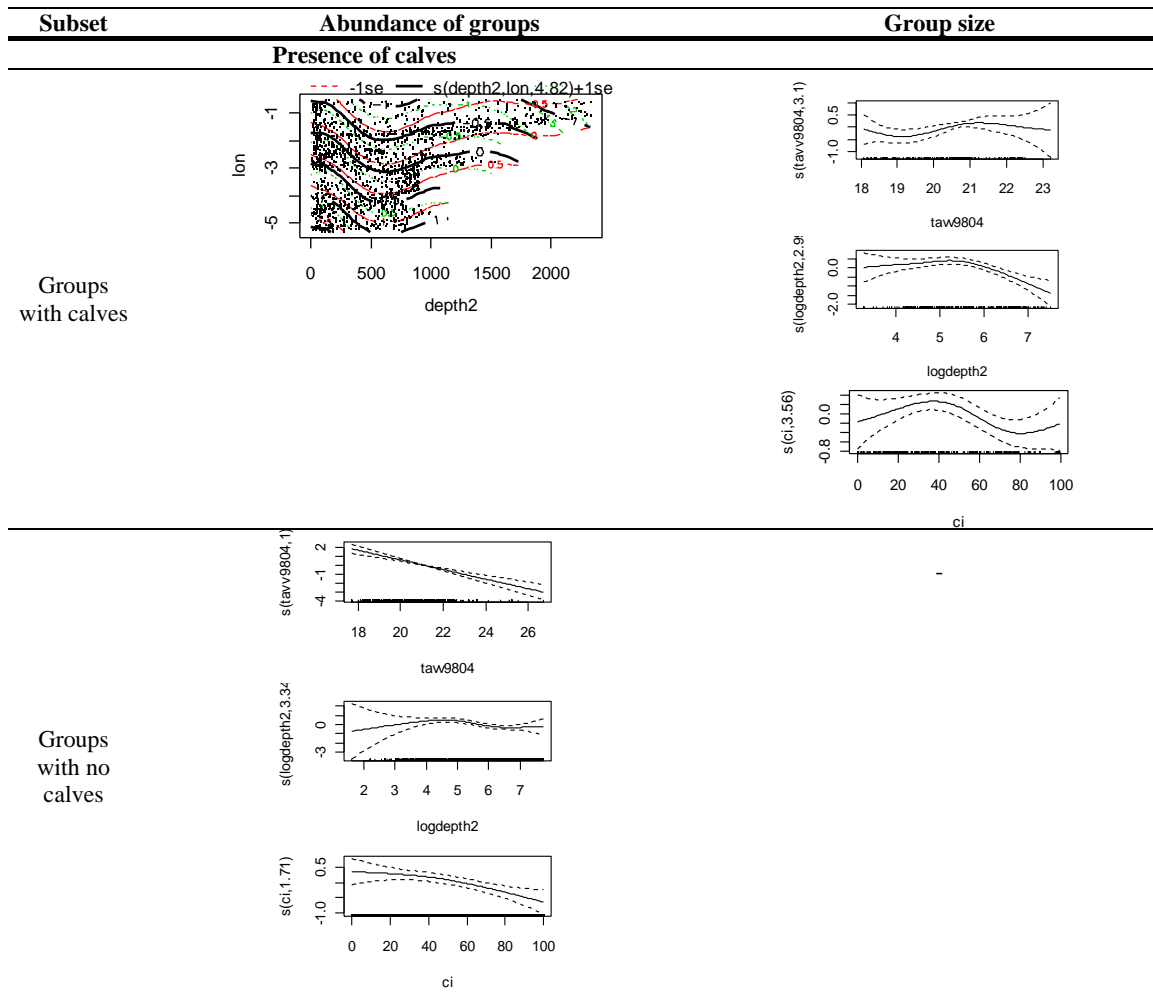 Subset Abundance of groups Group size
Presence of calves
Groups
with calves
-1se s(depth2,lon,4.82)+1se
lon
-1
-3
-5
0 500 1000 1500 2000
depth2
s(tavv9804,3.1)
0.5
-1.0
18 19 20 21 22 23
tavv9804
s(logdepth2,2.9
0.0
-2.0
4 5 6 7
logdepth2
s(ci,3.56)
0.0
-0.8
0 20 40 60 80 100
ci
Groups
with no
calves
s(tavv9804,1)
2
-1
-4
18 20 22 24 26
tavv9804
s(logdepth2,3.34
0
-3
2 3 4 5 6 7
logdepth2
s(ci,1.71)
0.5
-1.0
0 20 40 60 80 100
ci
-